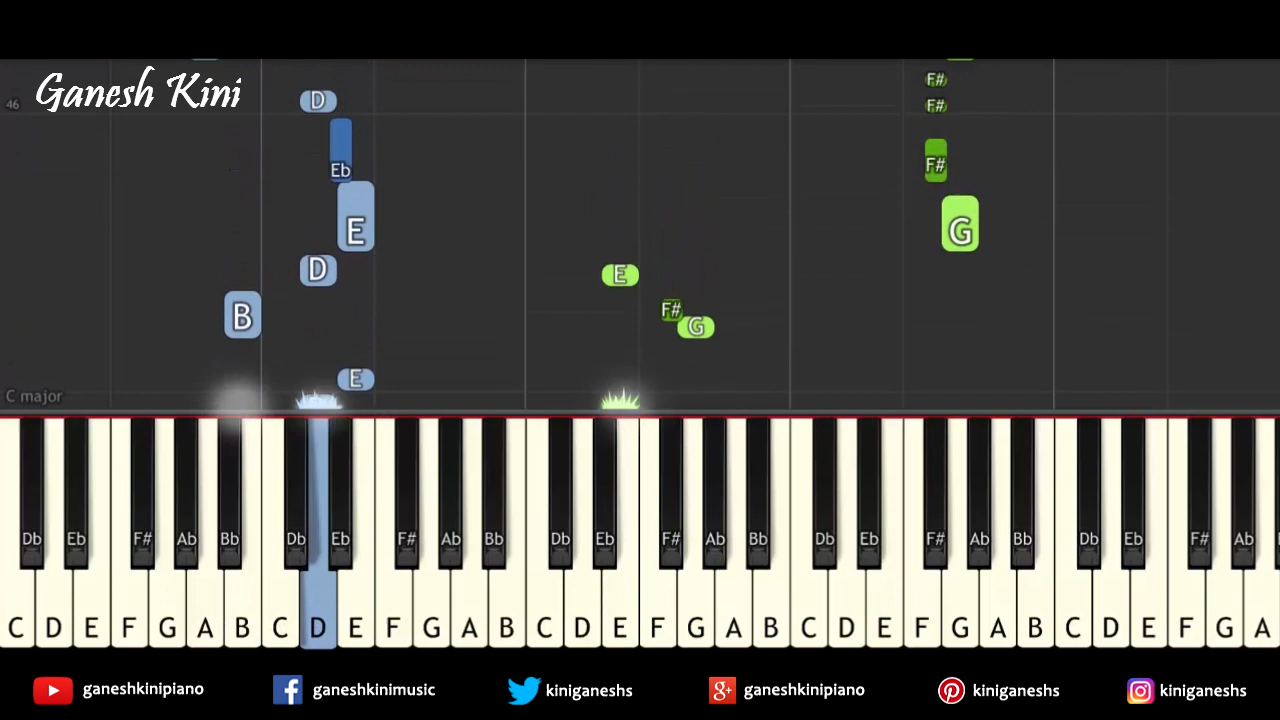 Ganesh Kini
F#
46
D
F#
Eb
F#
E
G
D
E
B
F#
G
E
C major
Db Eb F# Ab Bb Db Eb F# Ab Bb Db Eb F# Ab Bb Db Eb F# Ab Bb Db Eb F# Ab
C D E F G A B C D E F G A B C D E F G A B C D E F G A B C D E F G A
ganeshkinipiano ganeshkinimusic kiniganeshs ganeshkinipiano kiniganeshs kiniganeshs